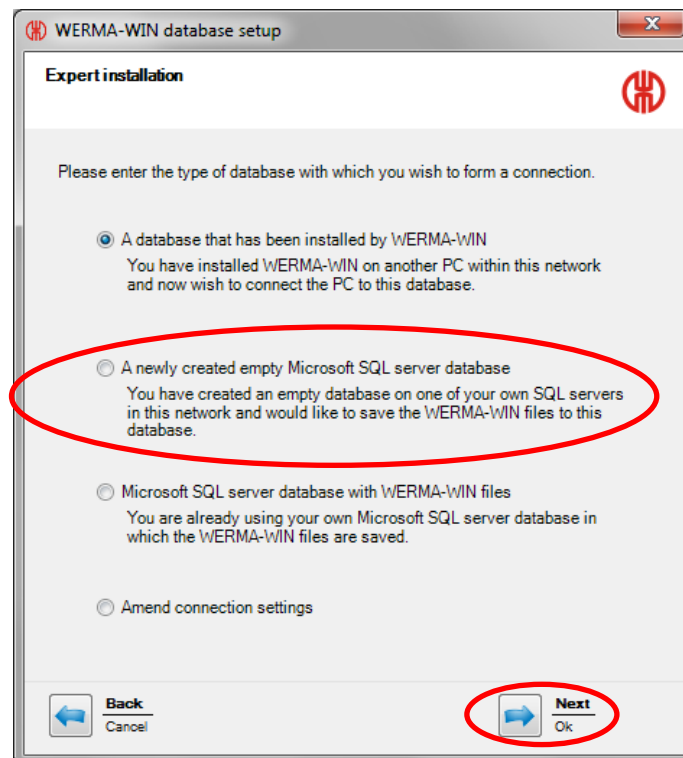 WERMA-WIN database setup
Expert installation
Please enter the type of database with which you wish to form a connection.
A database that has been installed by WERMA-WIN
You have installed WERMA-WIN on another PC within this network
and now wish to connect the PC to this database.
A newly created empty Microsoft SQL server database
You have created an empty database on one of your own SQL servers
in this network and would like to save the WERMA-WIN files to this
database.
Microsoft SQL server database with WERMA-WIN files
You are already using your own Microsoft SQL server database in
which the WERMA-WIN files are saved.
Amend connection settings
Back
Cancel
Next
Ok